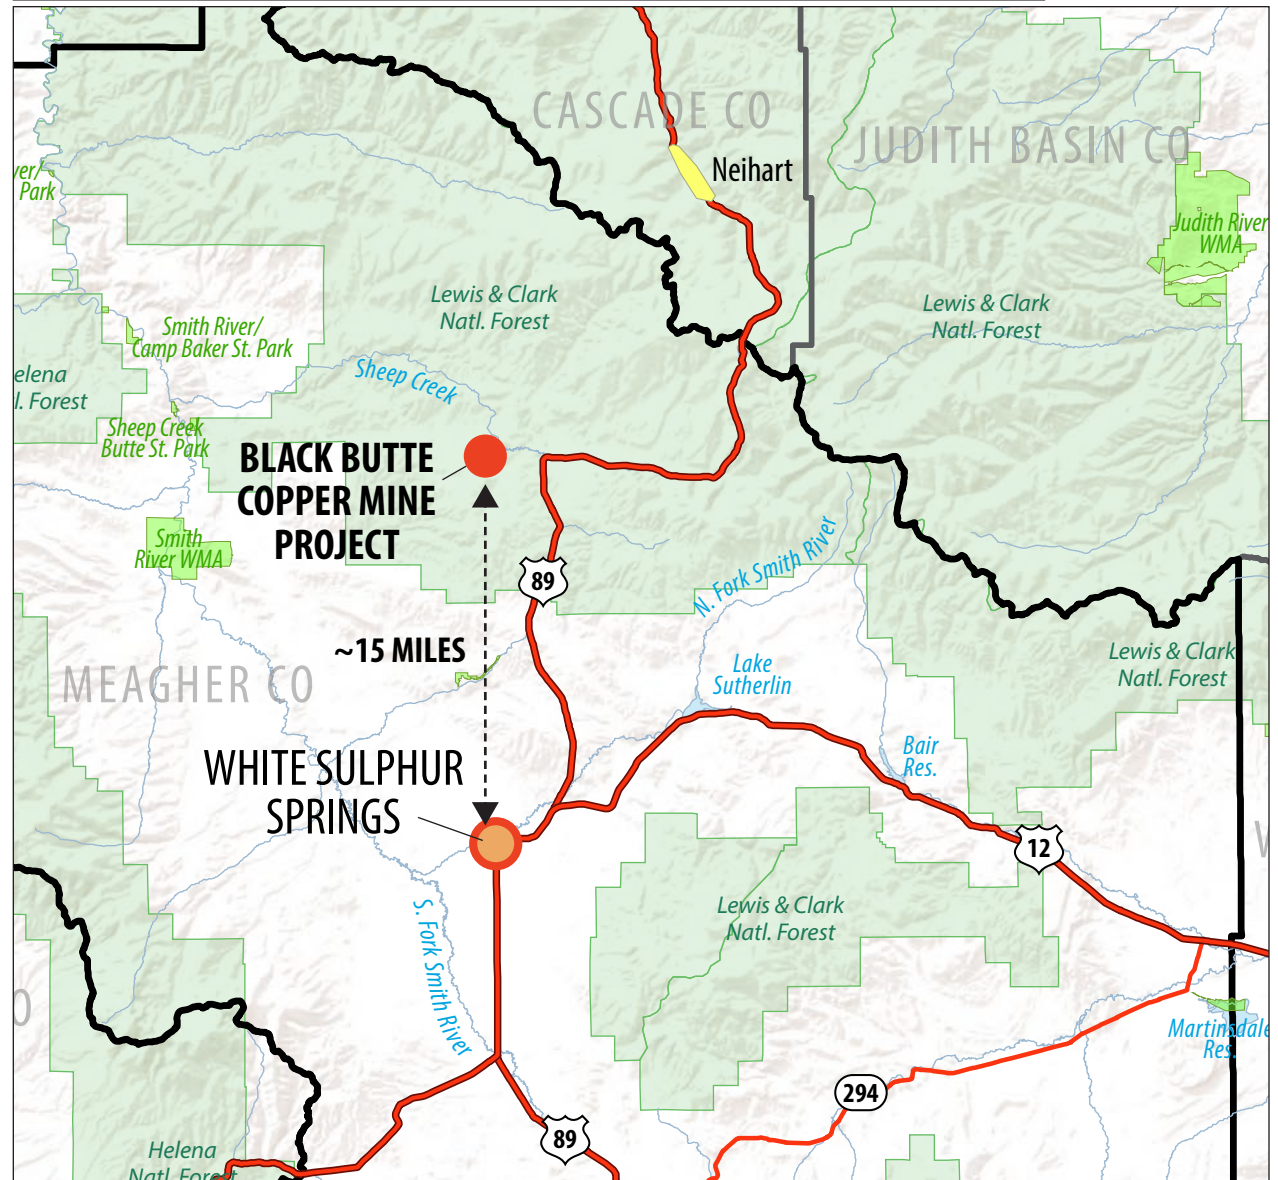 CASCADE CO
JUDITH BASIN CO
Neihart
ver/
Park
Judith River
WMA
Lewis & Clark
Natl. Forest
Lewis & Clark
Natl. Forest
Smith River/
Camp Baker St. Park
Sheep Creek
elena
l. Forest
Sheep Creek
Butte St. Park
BLACK BUTTE
COPPER MINE
PROJECT
Smith
River WMA
89
N. Fork Smith River
~15 MILES
Lewis & Clark
Natl. Forest
MEAGHER CO
Lake
Sutherlin
Bair
Res.
WHITE SULPHUR
SPRINGS
12
W
Lewis & Clark
Natl. Forest
S. Fork Smith River
O
Martinsdale
Res.
294
89
Helena
Natl. Forest